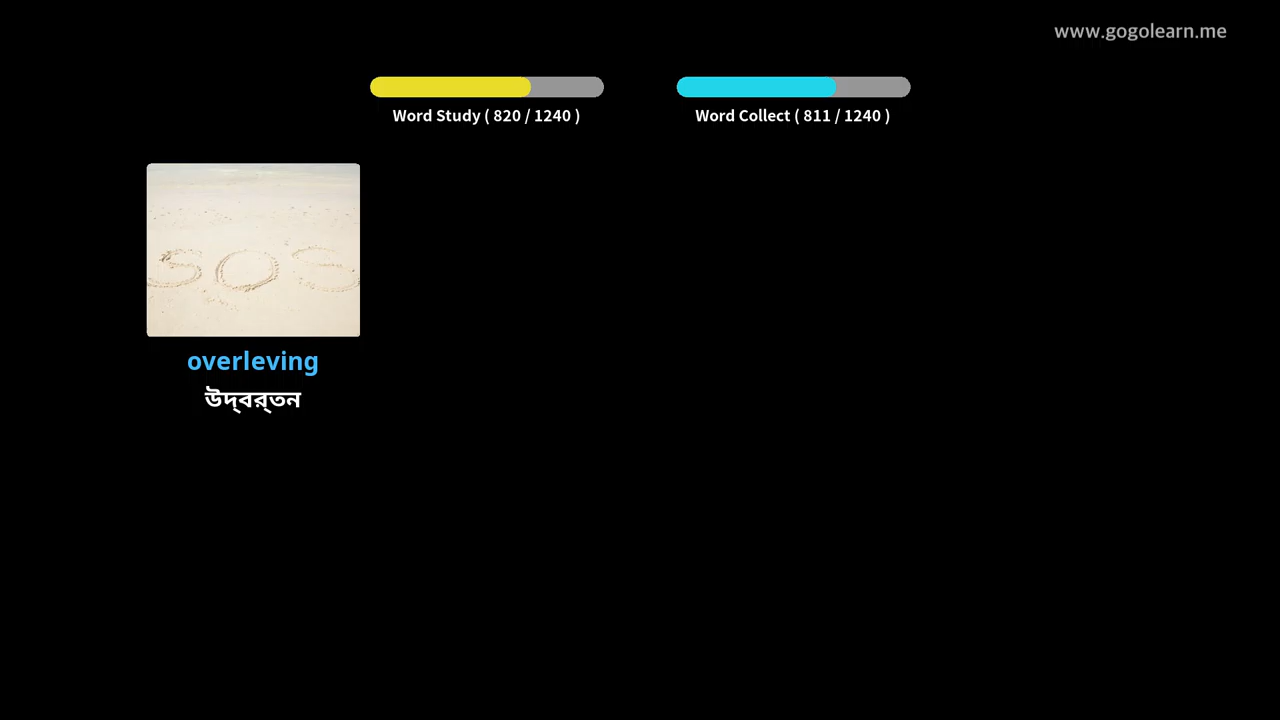 www.gogolearn.me
Word Study ( 820 / 1240 )
Word Collect ( 811 / 1240 )
SOS
overleving
উদ্‌বর্তন